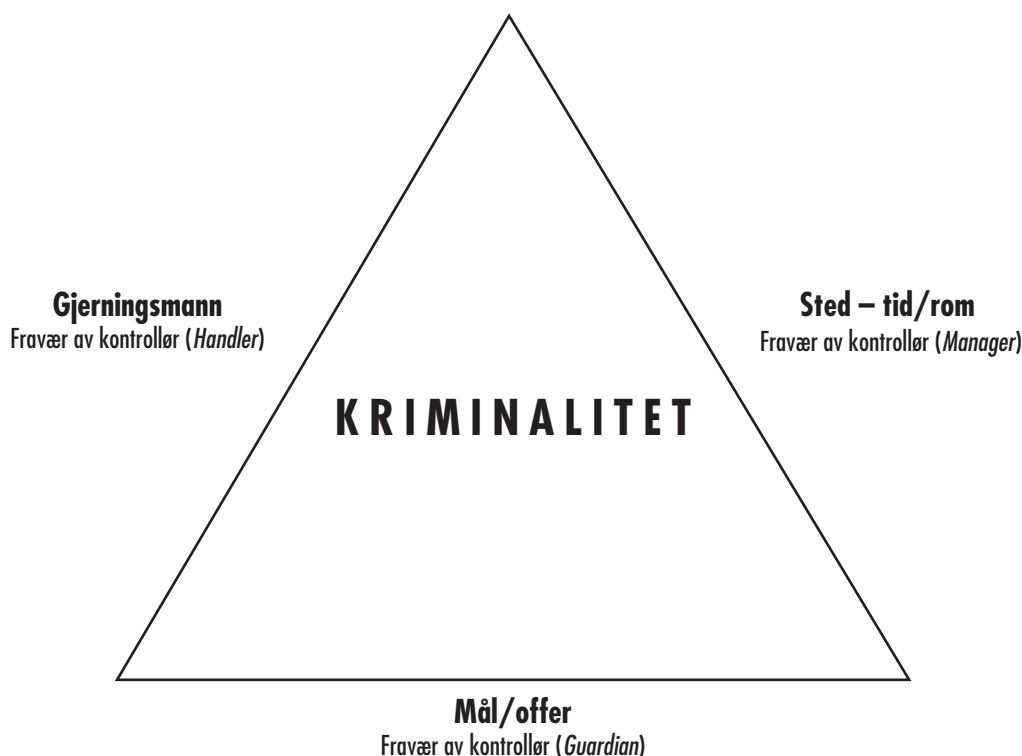 Gjerningsmann
Fravær av kontrollør (Handler)
Sted – tid/rom
Fravær av kontrollør (Manager)
KRIMINALITET
Mål/offer
Fravær av kontrollør (Guardian)